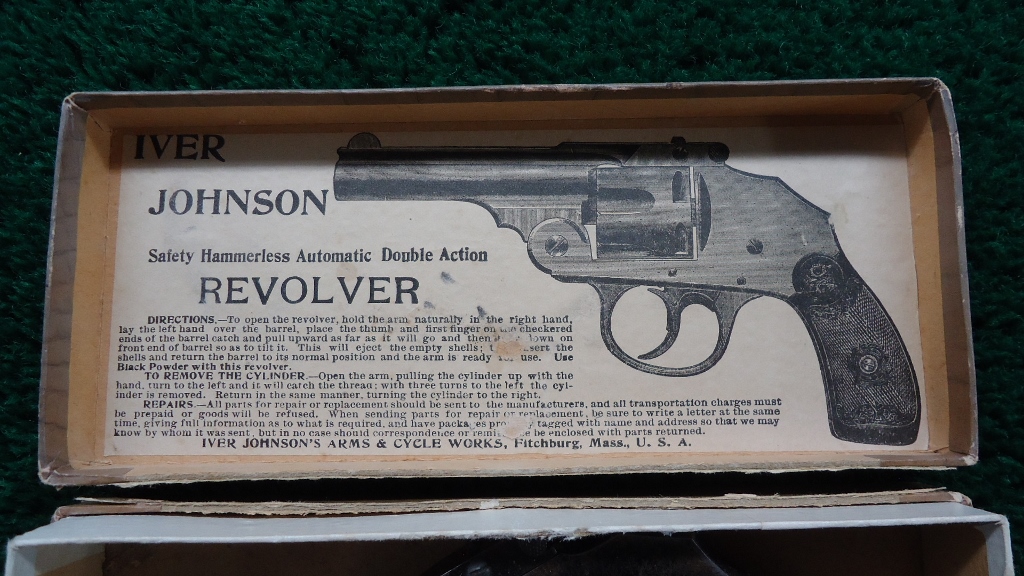 IVER
JOHNSON
Safety Hammerless Automatic Double Action
REVOLVER
DIRECTIONS.—To open the revolver, hold the arm naturally in the right hand,
lay the left hand over the barrel, place the thumb and first finger on checkered
ends of the barrel catch and pull upward as far as it will go and then down on
front end of barrel so as to tilt it. This will eject the empty shells;
shells and return the barrel to its normal position and the arm is ready use. Use
Black Powder with this revolver.
TO REMOVE THE CYLINDER.—Open the arm, pulling the cylinder up with the
hand, turn to the left and it will catch the thread; with three turns to the left the cyl-
inder is removed. Return in the same manner, turning the cylinder to the right.
REPAIRS.—All parts for repair or replacement should be sent to the manufacturers, and all transportation charges must
be prepaid or goods will be refused. When sending parts for repair or replacement, be sure to write a letter at the same
time, giving full information as to what is required, and have tagged with name and address so that we may
know by whom it was sent, but in no case should correspondence or be enclosed with parts returned.
IVER JOHNSON'S ARMS & CYCLE WORKS, Fitchburg, Mass., U. S. A.